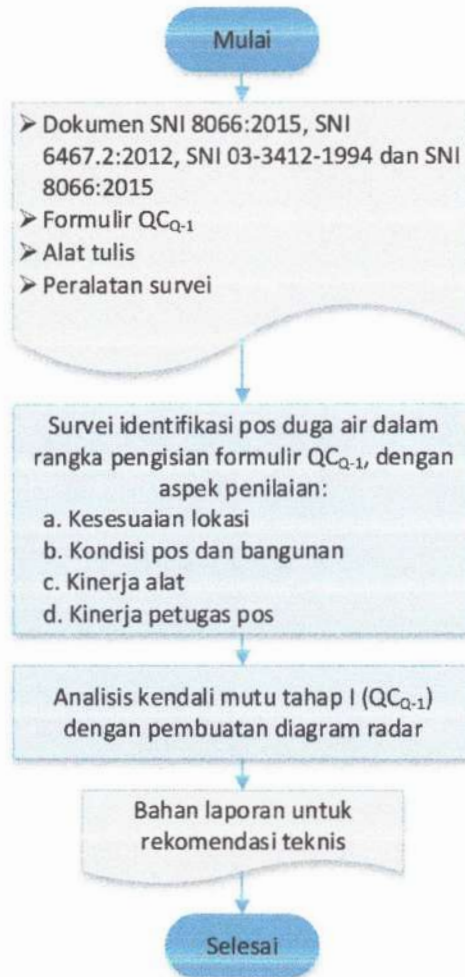 Mulai
➤ Dokumen SNI 8066:2015, SNI
6467.2:2012, SNI 03-3412-1994 dan SNI
8066:2015
➤ Formulir QC_Q-1
➤ Alat tulis
➤ Peralatan survei
Survei identifikasi pos duga air dalam
rangka pengisian formulir QC_Q-1, dengan
aspek penilaian:
a. Kesesuaian lokasi
b. Kondisi pos dan bangunan
c. Kinerja alat
d. Kinerja petugas pos
Analisis kendali mutu tahap I (QC_Q-1)
dengan pembuatan diagram radar
Bahan laporan untuk
rekomendasi teknis
Selesai